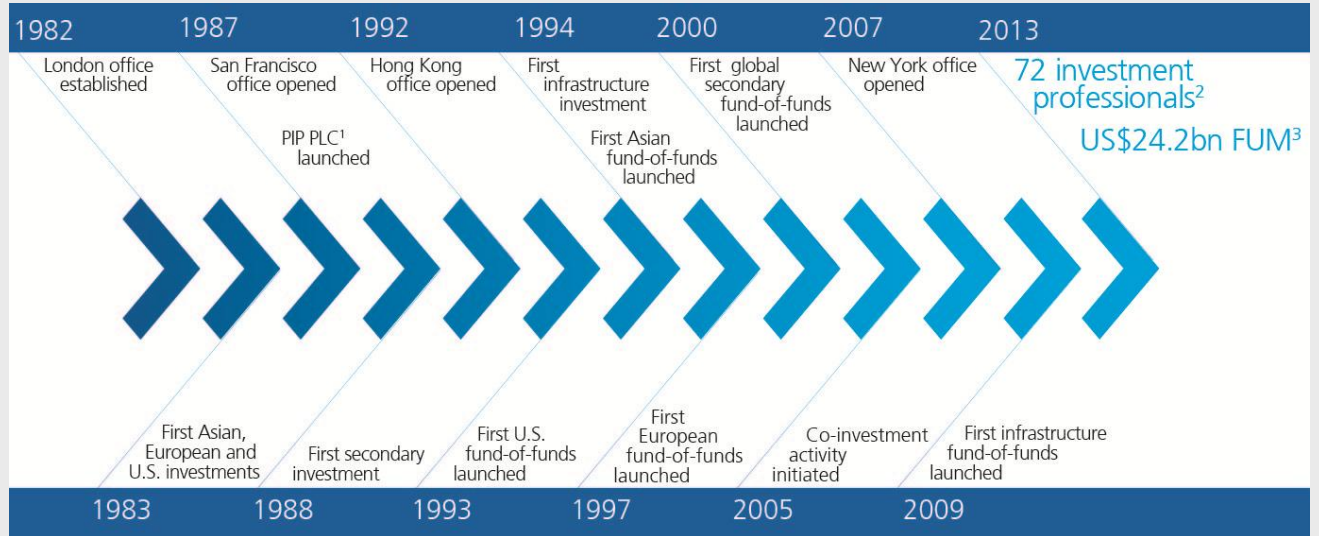 1982
1987
1992
1994
2000
2007
2013
London office
established
San Francisco
office opened
PIP PLC¹
launched
Hong Kong
office opened
First
infrastructure
investment
First Asian
fund-of-funds
launched
First global
secondary
fund-of-funds
launched
New York office
opened
72 investment
professionals²
US$24.2bn FUM³
First Asian,
European and
U.S. investments
First secondary
investment
First U.S.
fund-of-funds
launched
First
European
fund-of-funds
launched
Co-investment
activity
initiated
First infrastructure
fund-of-funds
launched
1983
1988
1993
1997
2005
2009